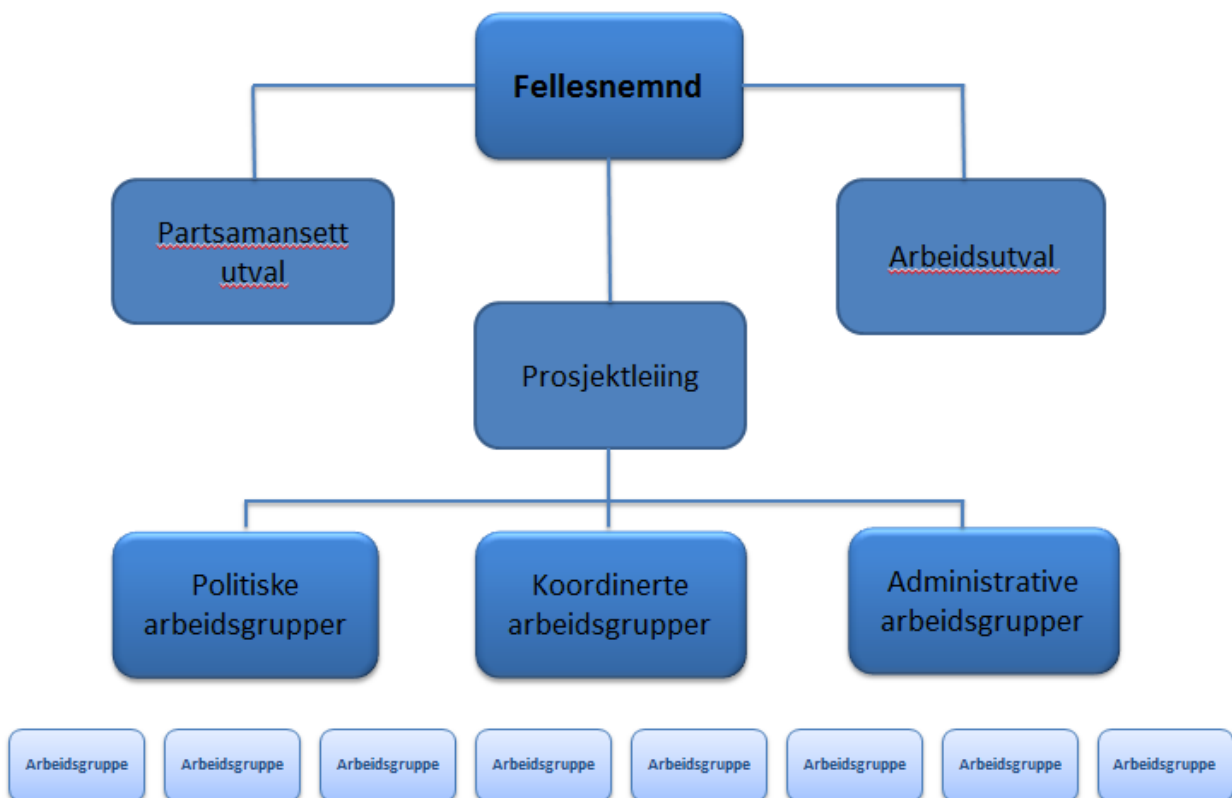 Fellesnemnd
Partsamansett
utval
Arbeidsutval
Prosjektleiing
Politiske
arbeidsgrupper
Koordinerte
arbeidsgrupper
Administrative
arbeidsgrupper
Arbeidsgruppe
Arbeidsgruppe
Arbeidsgruppe
Arbeidsgruppe
Arbeidsgruppe
Arbeidsgruppe
Arbeidsgruppe
Arbeidsgruppe